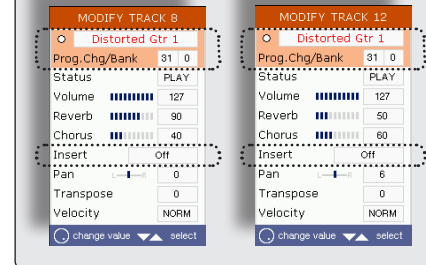 MODIFY TRACK 8
Distorted Gtr 1
Prog.Chg/Bank 31 0
Status PLAY
Volume 127
Reverb 90
Chorus 40
Insert Off
Pan L R 0
Transpose 0
Velocity NORM
change value select
MODIFY TRACK 12
Distorted Gtr 1
Prog.Chg/Bank 31 0
Status PLAY
Volume 127
Reverb 50
Chorus 60
Insert Off
Pan L R 6
Transpose 0
Velocity NORM
change value select